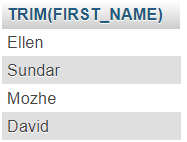 TRIM(FIRST_NAME)
Ellen
Sundar
Mozhe
David